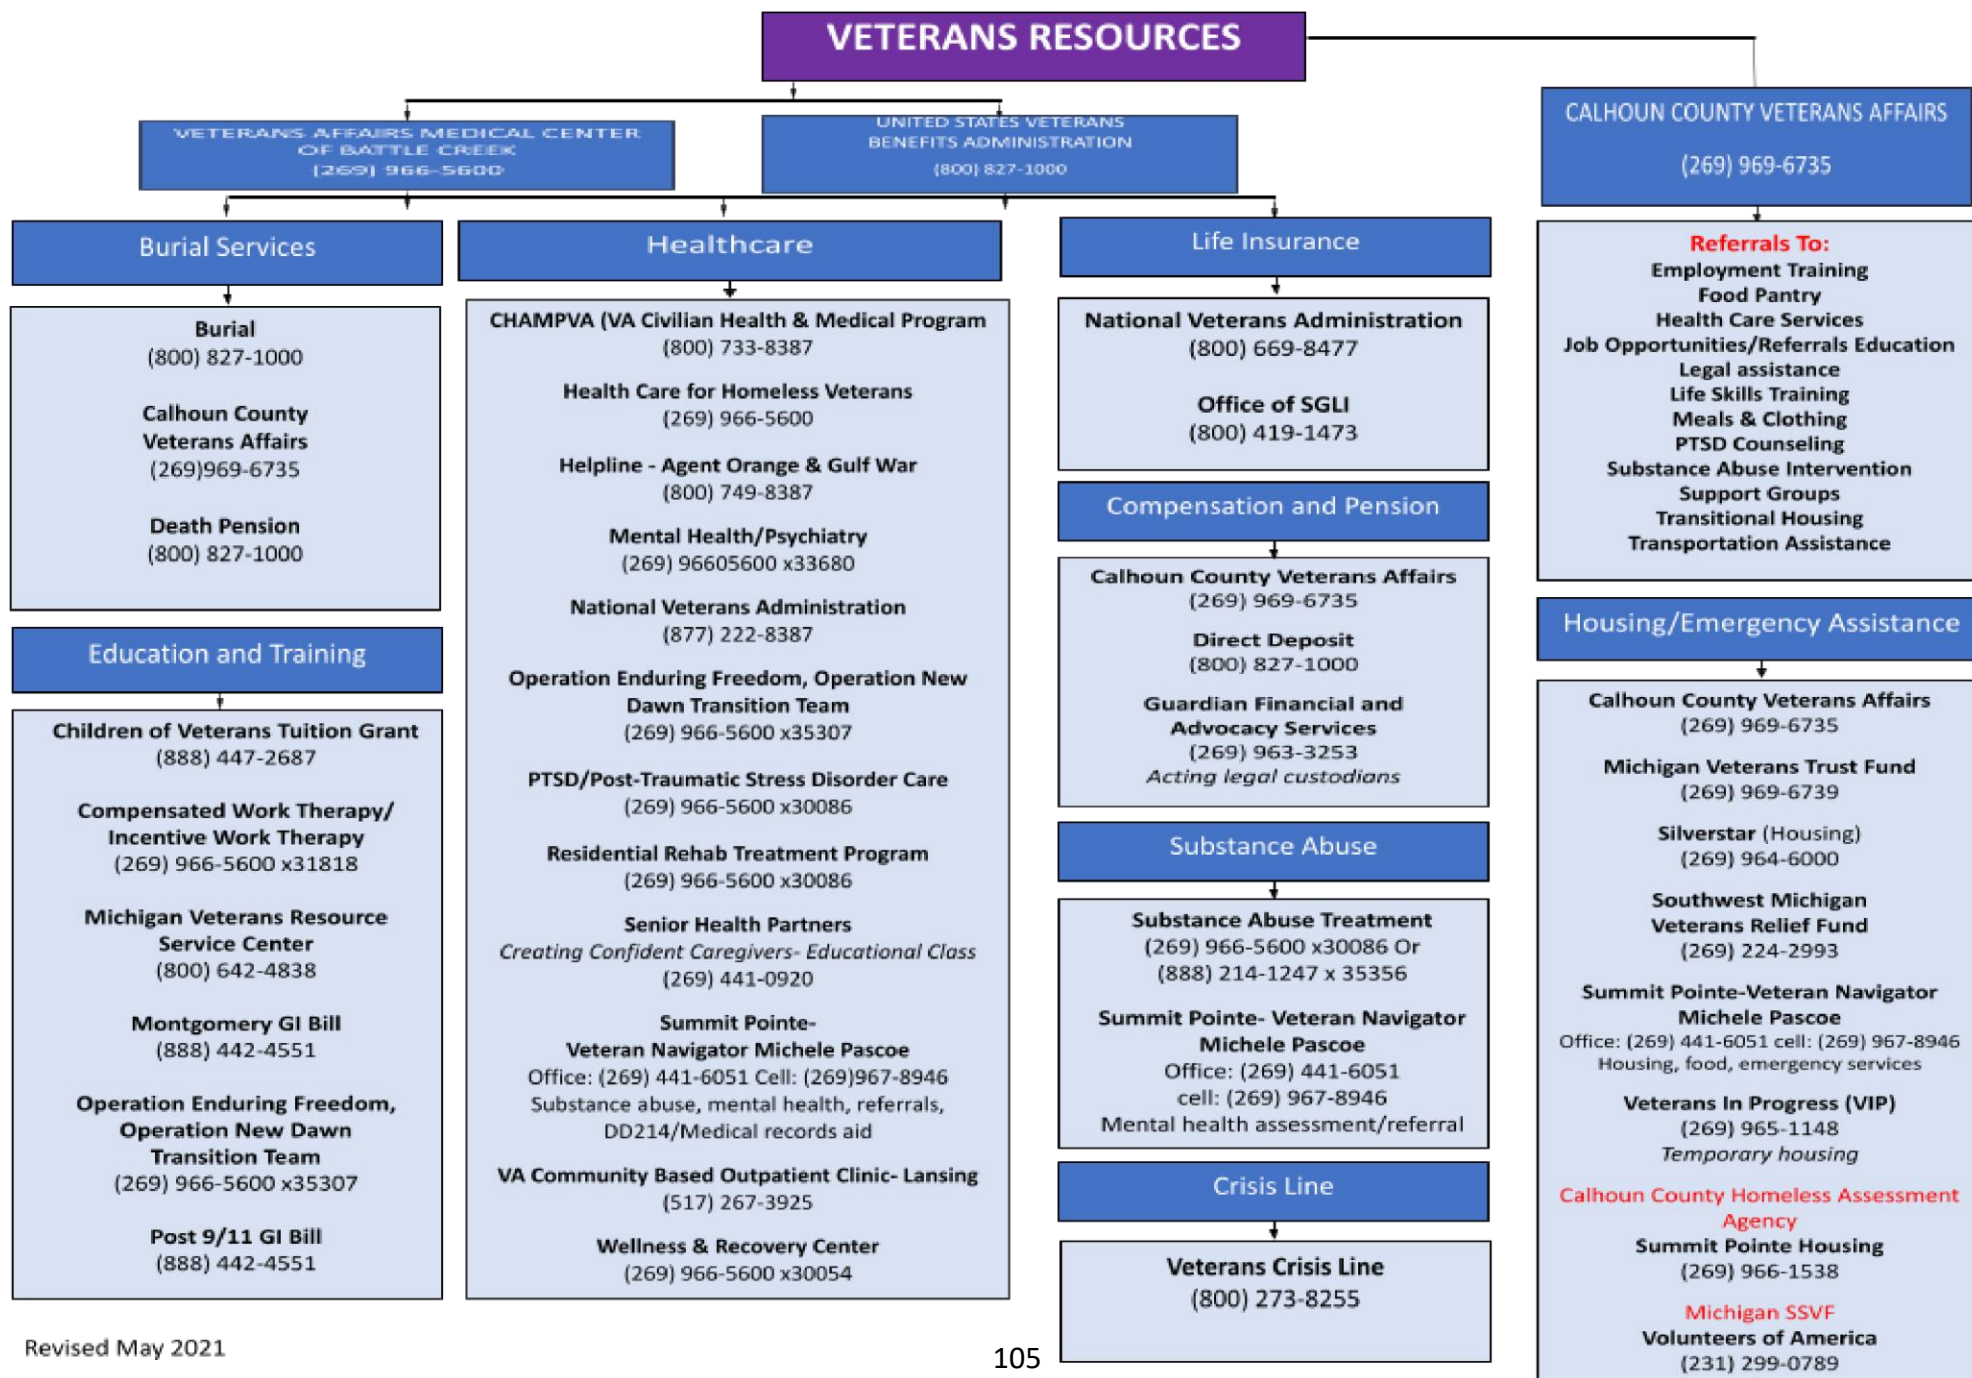 VETERANS RESOURCES
VETERANS AFFAIRS MEDICAL CENTER
OF BATTLE CREEK
(269) 966-5600
UNITED STATES VETERANS
BENEFITS ADMINISTRATION
(800) 827-1000
CALHOUN COUNTY VETERANS AFFAIRS
(269) 969-6735
Burial Services
Burial
(800) 827-1000
Calhoun County
Veterans Affairs
(269)969-6735
Death Pension
(800) 827-1000
Education and Training
Children of Veterans Tuition Grant
(888) 447-2687
Compensated Work Therapy/
Incentive Work Therapy
(269) 966-5600 x31818
Michigan Veterans Resource
Service Center
(800) 642-4838
Montgomery GI Bill
(888) 442-4551
Operation Enduring Freedom,
Operation New Dawn
Transition Team
(269) 966-5600 x35307
Post 9/11 GI Bill
(888) 442-4551
Healthcare
CHAMPVA (VA Civilian Health & Medical Program
(800) 733-8387
Health Care for Homeless Veterans
(269) 966-5600
Helpline - Agent Orange & Gulf War
(800) 749-8387
Mental Health/Psychiatry
(269) 96605600 x33680
National Veterans Administration
(877) 222-8387
Operation Enduring Freedom, Operation New
Dawn Transition Team
(269) 966-5600 x35307
PTSD/Post-Traumatic Stress Disorder Care
(269) 966-5600 x30086
Residential Rehab Treatment Program
(269) 966-5600 x30086
Senior Health Partners
Creating Confident Caregivers- Educational Class
(269) 441-0920
Summit Pointe-
Veteran Navigator Michele Pascoe
Office: (269) 441-6051 Cell: (269)967-8946
Substance abuse, mental health, referrals,
DD214/Medical records aid
VA Community Based Outpatient Clinic- Lansing
(517) 267-3925
Wellness & Recovery Center
(269) 966-5600 x30054
Life Insurance
National Veterans Administration
(800) 669-8477
Office of SGLI
(800) 419-1473
Compensation and Pension
Calhoun County Veterans Affairs
(269) 969-6735
Direct Deposit
(800) 827-1000
Guardian Financial and
Advocacy Services
(269) 963-3253
Acting legal custodians
Substance Abuse
Substance Abuse Treatment
(269) 966-5600 x30086 Or
(888) 214-1247 x 35356
Summit Pointe- Veteran Navigator
Michele Pascoe
Office: (269) 441-6051
cell: (269) 967-8946
Mental health assessment/referral
Crisis Line
Veterans Crisis Line
(800) 273-8255
Referrals To:
Employment Training
Food Pantry
Health Care Services
Job Opportunities/Referrals Education
Legal assistance
Life Skills Training
Meals & Clothing
PTSD Counseling
Substance Abuse Intervention
Support Groups
Transitional Housing
Transportation Assistance
Housing/Emergency Assistance
Calhoun County Veterans Affairs
(269) 969-6735
Michigan Veterans Trust Fund
(269) 969-6739
Silverstar (Housing)
(269) 964-6000
Southwest Michigan
Veterans Relief Fund
(269) 224-2993
Summit Pointe-Veteran Navigator
Michele Pascoe
Office: (269) 441-6051 cell: (269) 967-8946
Housing, food, emergency services
Veterans In Progress (VIP)
(269) 965-1148
Temporary housing
Calhoun County Homeless Assessment
Agency
Summit Pointe Housing
(269) 966-1538
Michigan SSVF
Volunteers of America
(231) 299-0789
Revised May 2021
105